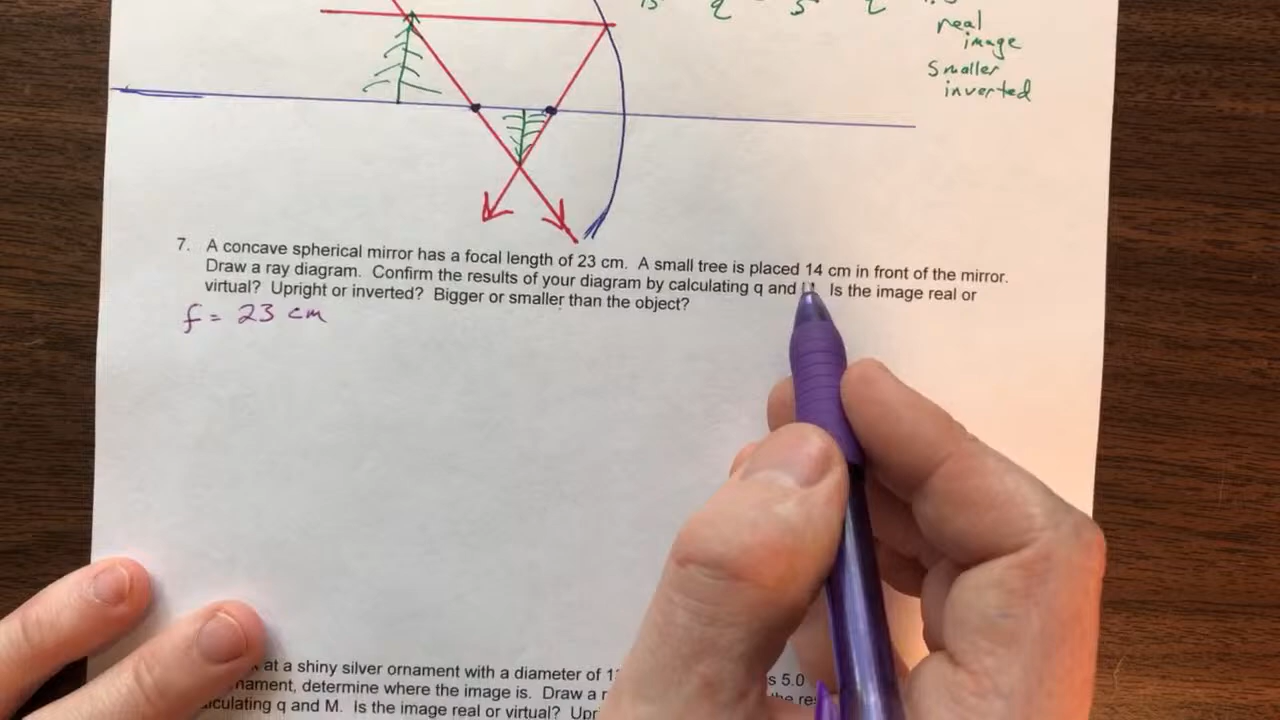 real
image
Smaller
inverted
7. A concave spherical mirror has a focal length of 23 cm. A small tree is placed 14 cm in front of the mirror.
Draw a ray diagram. Confirm the results of your diagram by calculating q and Is the image real or
virtual? Upright or inverted? Bigger or smaller than the object?
f = 23 cm
at a shiny silver ornament with a diameter of s 5.0
determine where the image is. Draw a
q and M. Is the image real or virtual?